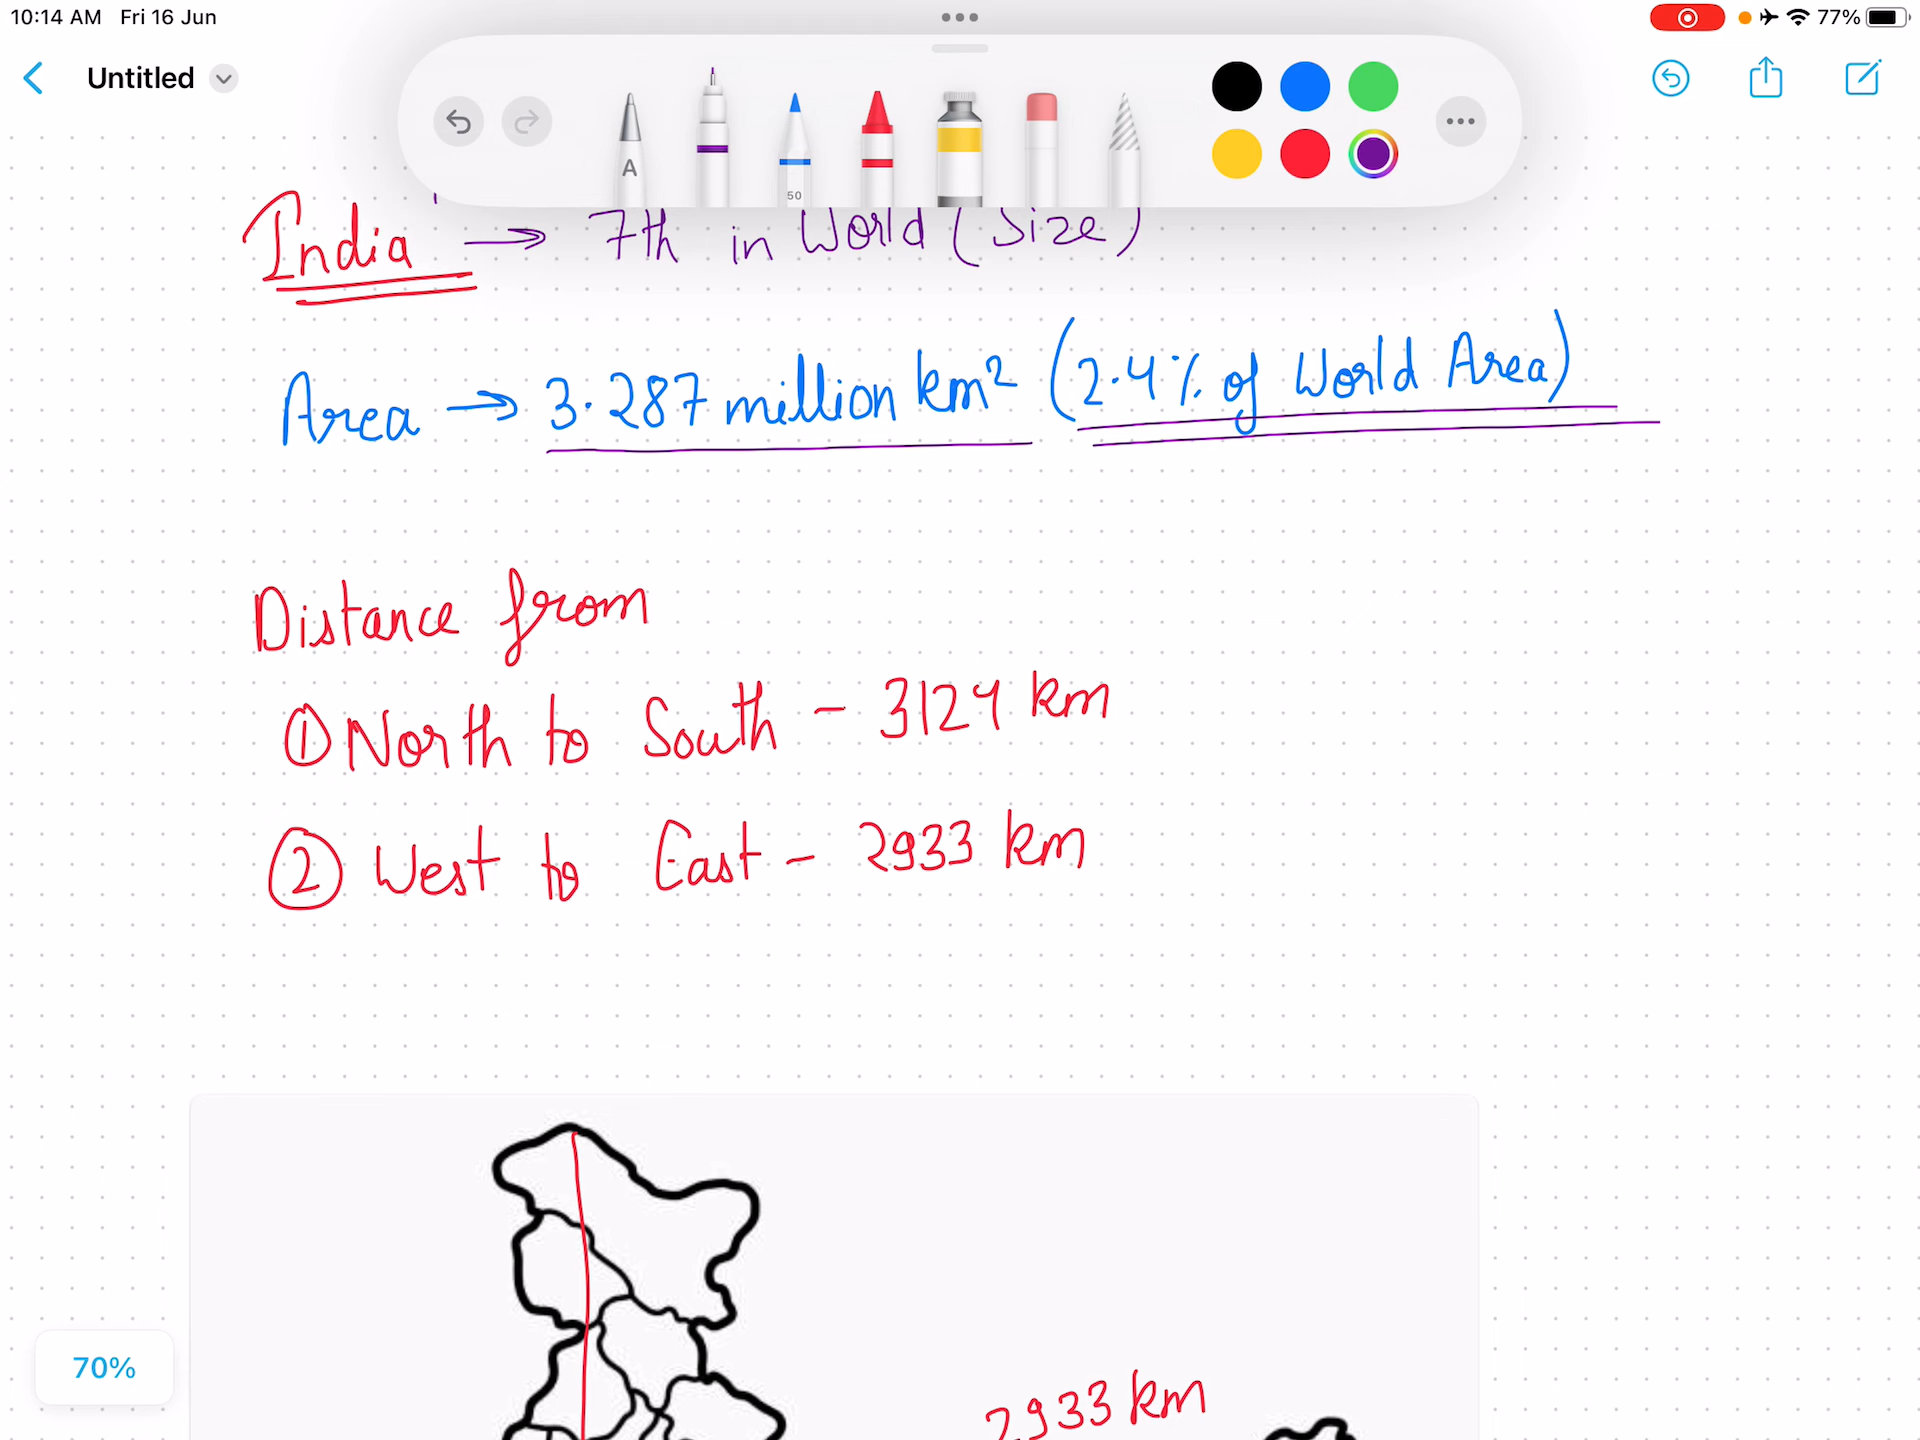 10:14 AM Fri 16 Jun
77%
Untitled
A
50
India → 7th in World (Size)
Area → 3.287 million km² (2.4% of World Area)
Distance from
① North to South - 3124 km
② West to East - 2933 km
2933 km
70%